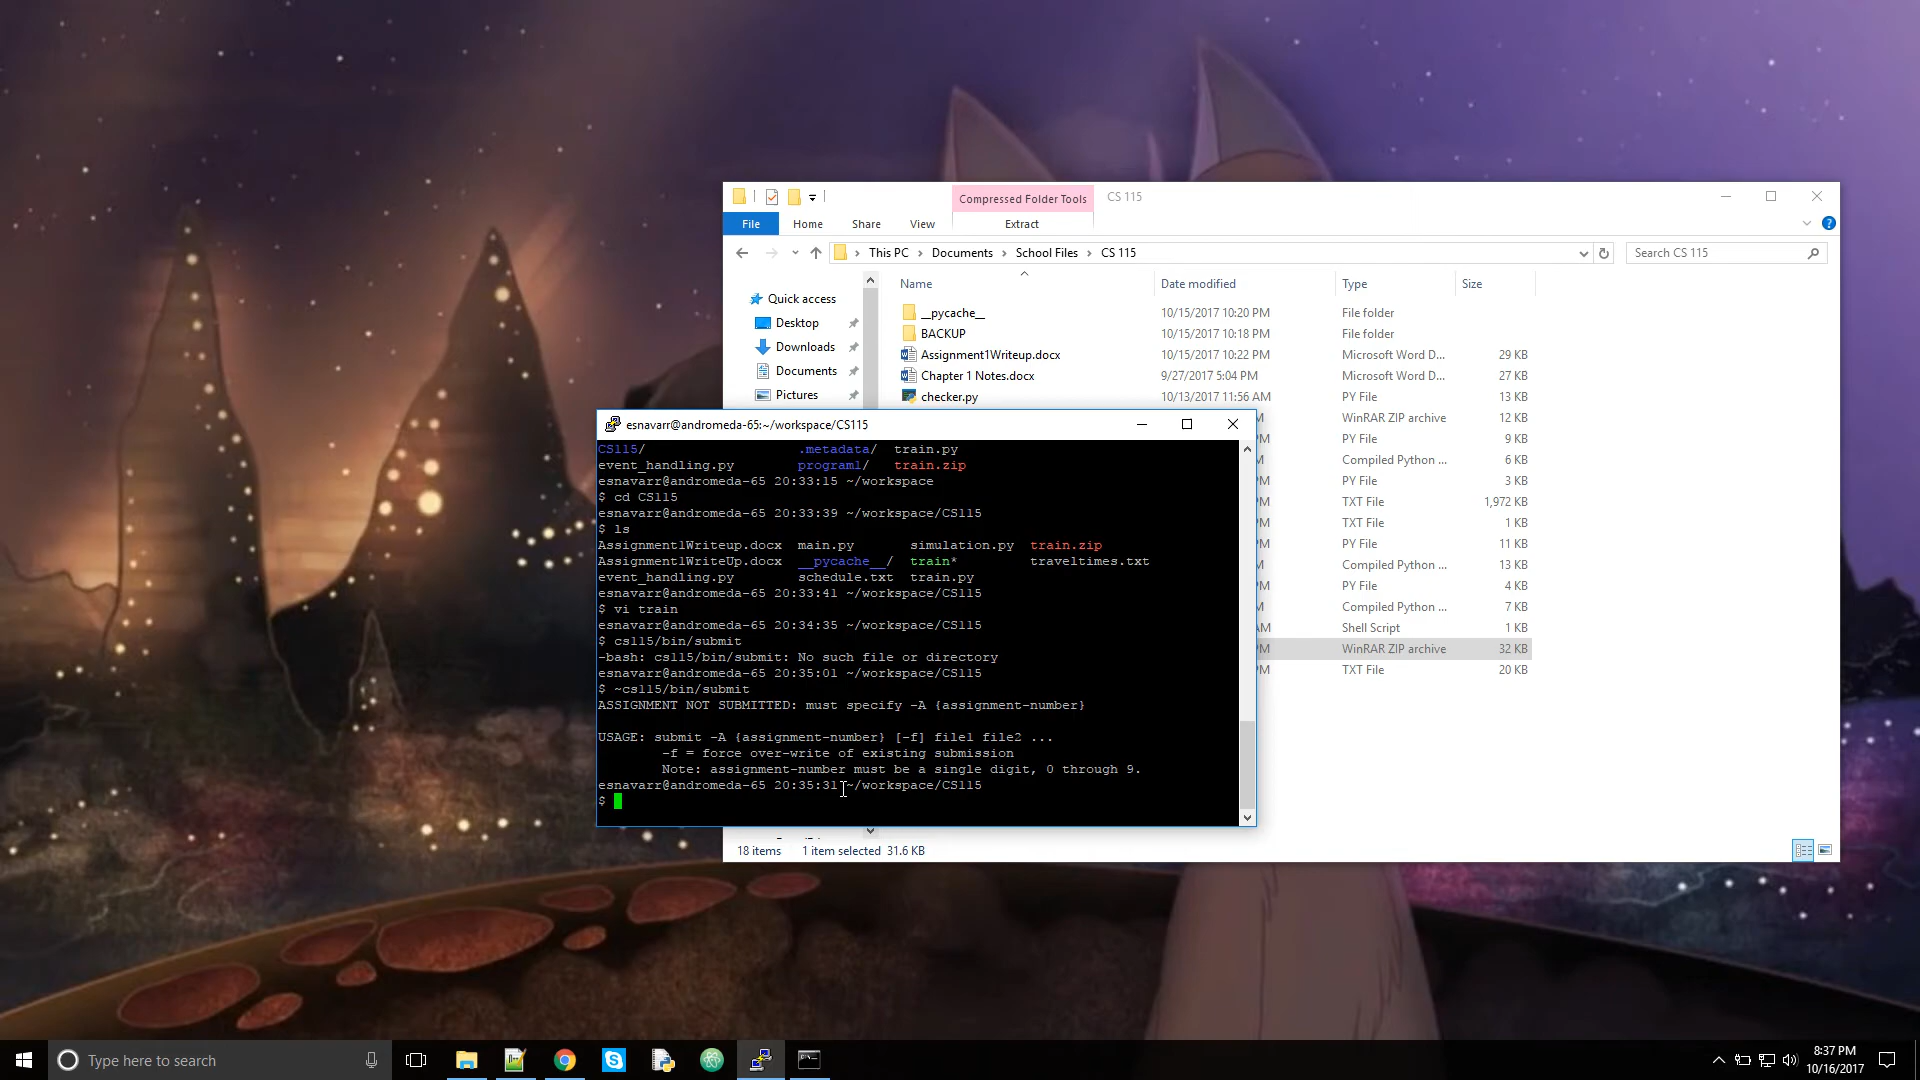 Compressed Folder Tools
CS 115
File
Home
Share
View
Extract
This PC
Documents
School Files
CS 115
Search CS 115
Name
Date modified
Type
Size
Quick access
Desktop
Downloads
Documents
Pictures
__pycache__ 10/15/2017 10:20 PM File folder
BACKUP 10/15/2017 10:18 PM File folder
Assignment1Writeup.docx 10/15/2017 10:22 PM Microsoft Word D... 29 KB
Chapter 1 Notes.docx 9/27/2017 5:04 PM Microsoft Word D... 27 KB
checker.py 10/13/2017 11:56 AM PY File 13 KB
WinRAR ZIP archive 12 KB
PY File 9 KB
Compiled Python ... 6 KB
PY File 3 KB
TXT File 1,972 KB
TXT File 1 KB
PY File 11 KB
Compiled Python ... 13 KB
PY File 4 KB
Compiled Python ... 7 KB
Shell Script 1 KB
WinRAR ZIP archive 32 KB
TXT File 20 KB
18 items 1 item selected 31.6 KB
esnavarr@andromeda-65:~/workspace/CS115
CS115/ .metadata/ train.py
event_handling.py program1/ train.zip
esnavarr@andromeda-65 20:33:15 ~/workspace
$ cd CS115
esnavarr@andromeda-65 20:33:39 ~/workspace/CS115
$ ls
Assignment1Writeup.docx main.py simulation.py train.zip
Assignment1WriteUp.docx __pycache__/ train* traveltimes.txt
event_handling.py schedule.txt train.py
esnavarr@andromeda-65 20:33:41 ~/workspace/CS115
$ vi train
esnavarr@andromeda-65 20:34:35 ~/workspace/CS115
$ cs115/bin/submit
-bash: cs115/bin/submit: No such file or directory
esnavarr@andromeda-65 20:35:01 ~/workspace/CS115
$ ~cs115/bin/submit
ASSIGNMENT NOT SUBMITTED: must specify -A {assignment-number}
USAGE: submit -A {assignment-number} [-f] file1 file2 ...
-f = force over-write of existing submission
Note: assignment-number must be a single digit, 0 through 9.
esnavarr@andromeda-65 20:35:31 ~/workspace/CS115
$
Type here to search
8:37 PM
10/16/2017